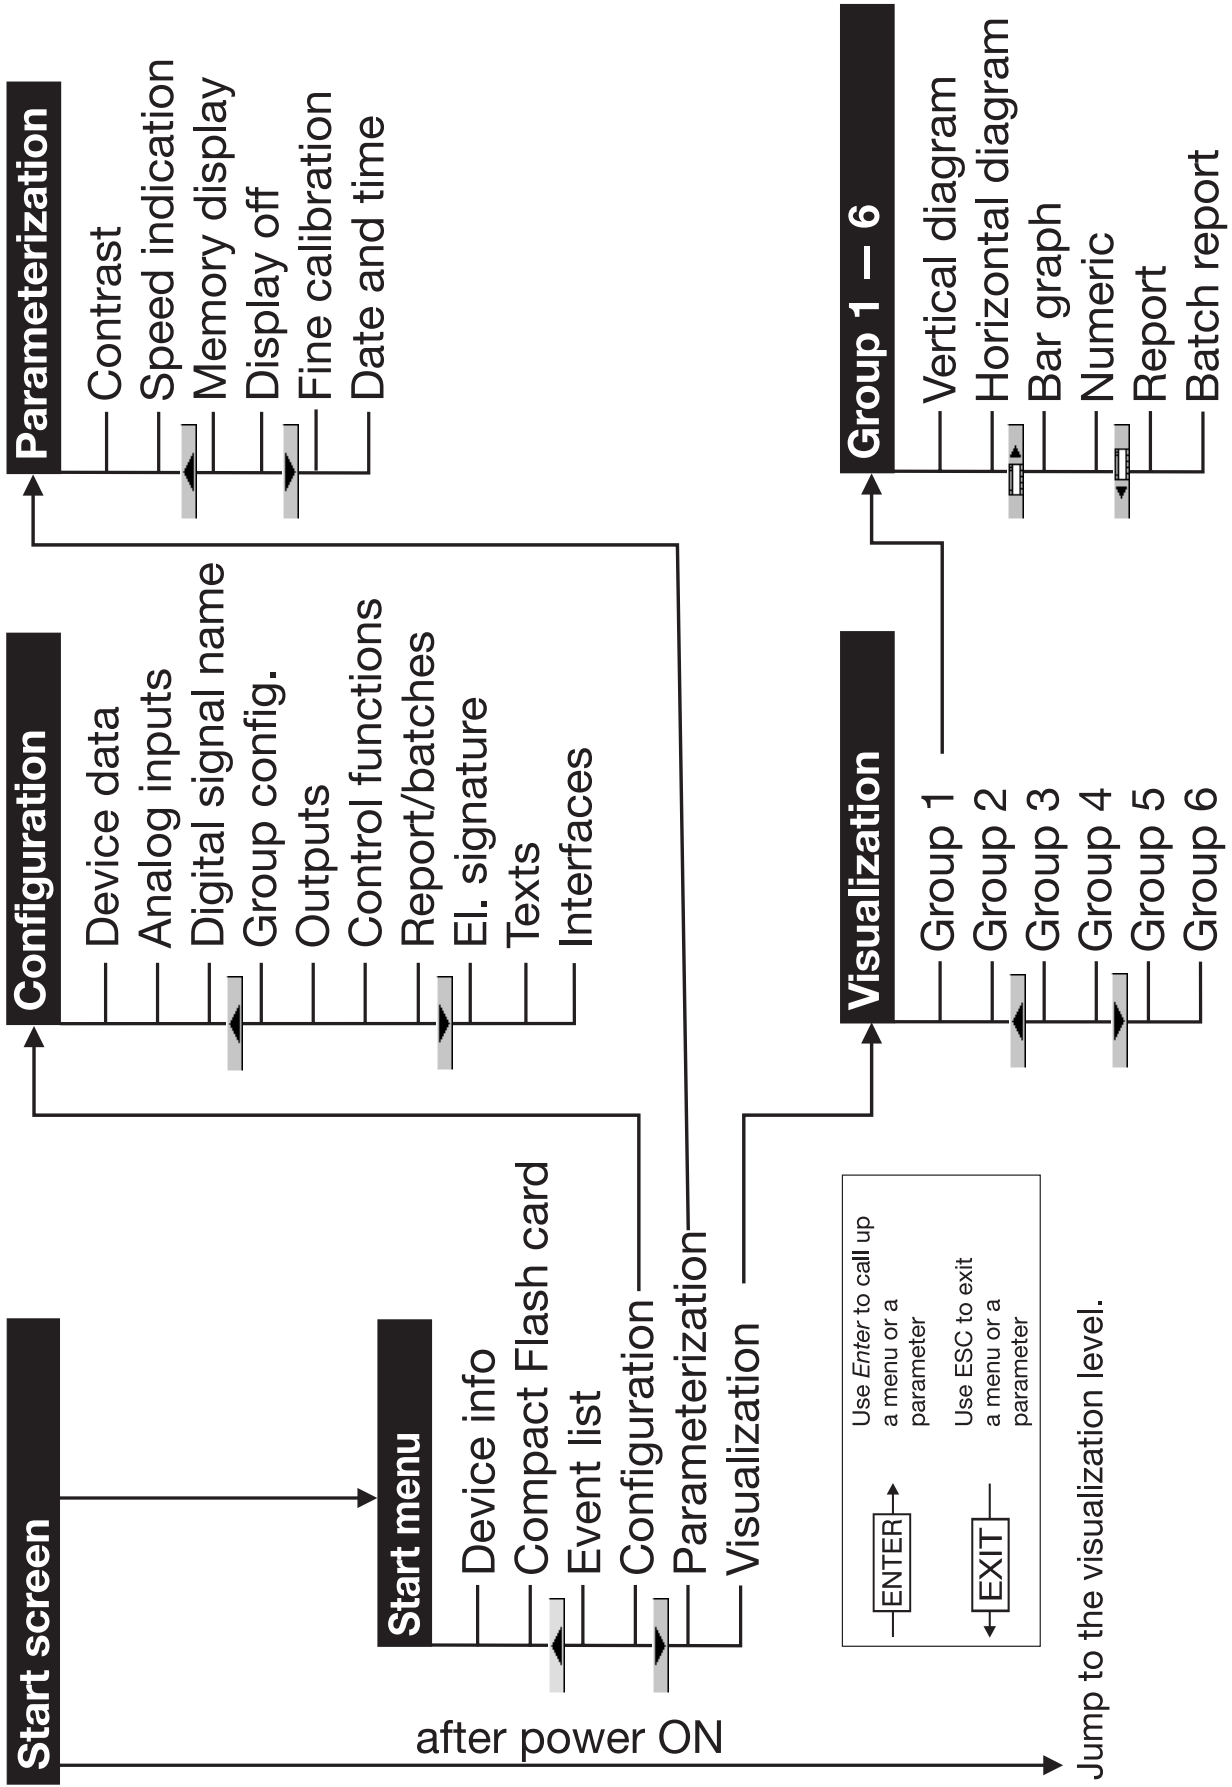 Start screen
after power ON
Jump to the visualization level.
Start menu
Device info
Compact Flash card
Event list
Configuration
Parameterization
Visualization
ENTER
Use Enter to call up
a menu or a
parameter
EXIT
Use ESC to exit
a menu or a
parameter
Configuration
Device data
Analog inputs
Digital signal name
Group config.
Outputs
Control functions
Report/batches
El. signature
Texts
Interfaces
Parameterization
Contrast
Speed indication
Memory display
Display off
Fine calibration
Date and time
Visualization
Group 1
Group 2
Group 3
Group 4
Group 5
Group 6
Group 1 – 6
Vertical diagram
Horizontal diagram
Bar graph
Numeric
Report
Batch report